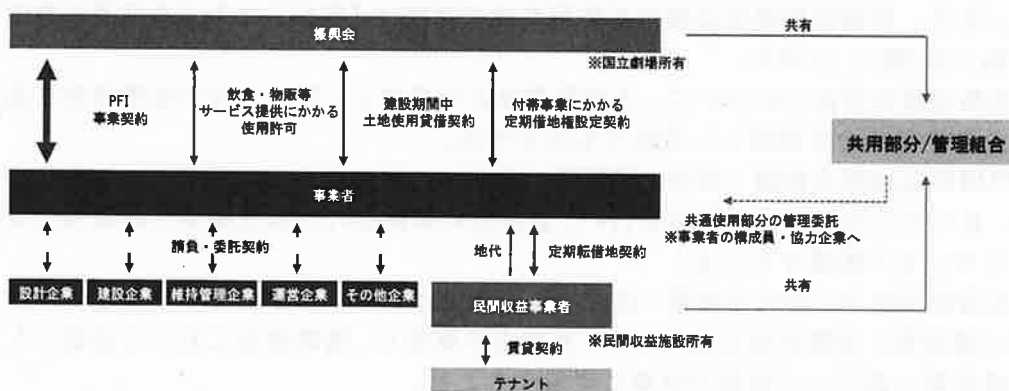 振興会
共有
※国立劇場所有
PFI
事業契約
飲食・物販等
サービス提供にかかる
使用許可
建設期間中
土地使用貸借契約
付帯事業にかかる
定期借地権設定契約
共用部分/管理組合
事業者
共通使用部分の管理委託
※事業者の構成員・協力企業へ
請負・委託契約
地代
定期転借地契約
共有
設計企業
建設企業
維持管理企業
運営企業
その他企業
民間収益事業者
※民間収益施設所有
賃貸契約
テナント